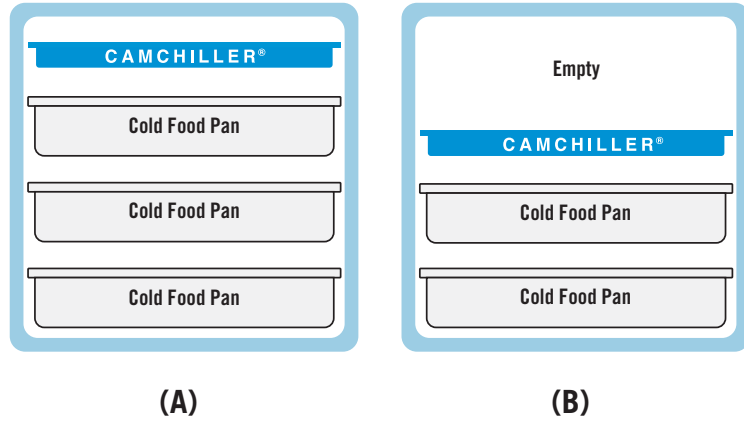 CAMCHILLER®
Cold Food Pan
Cold Food Pan
Cold Food Pan
(A)
Empty
CAMCHILLER®
Cold Food Pan
Cold Food Pan
(B)